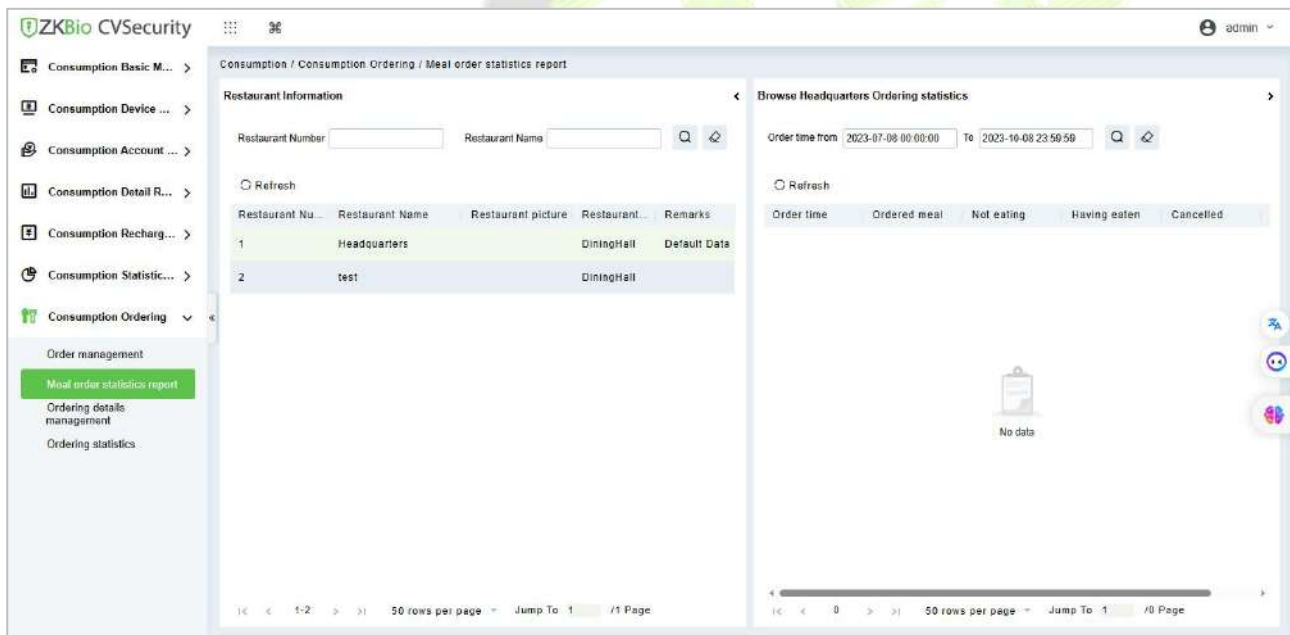 ZKBio CVSecurity
admin
Consumption Basic M...
Consumption Device ...
Consumption Account ...
Consumption Detail R...
Consumption Recharg...
Consumption Statistic...
Consumption Ordering
Order management
Meal order statistics report
Ordering details
management
Ordering statistics
Consumption / Consumption Ordering / Meal order statistics report
Restaurant Information
Restaurant Number
Restaurant Name
Refresh
Restaurant Nu... Restaurant Name Restaurant picture Restaurant... Remarks
1 Headquarters DiningHall Default Data
2 test DiningHall
1-2 50 rows per page Jump To 1 /1 Page
Browse Headquarters Ordering statistics
Order time from 2023-07-08 00:00:00 To 2023-10-08 23:59:59
Refresh
Order time Ordered meal Not eating Having eaten Cancelled
No data
0 50 rows per page Jump To 1 /0 Page